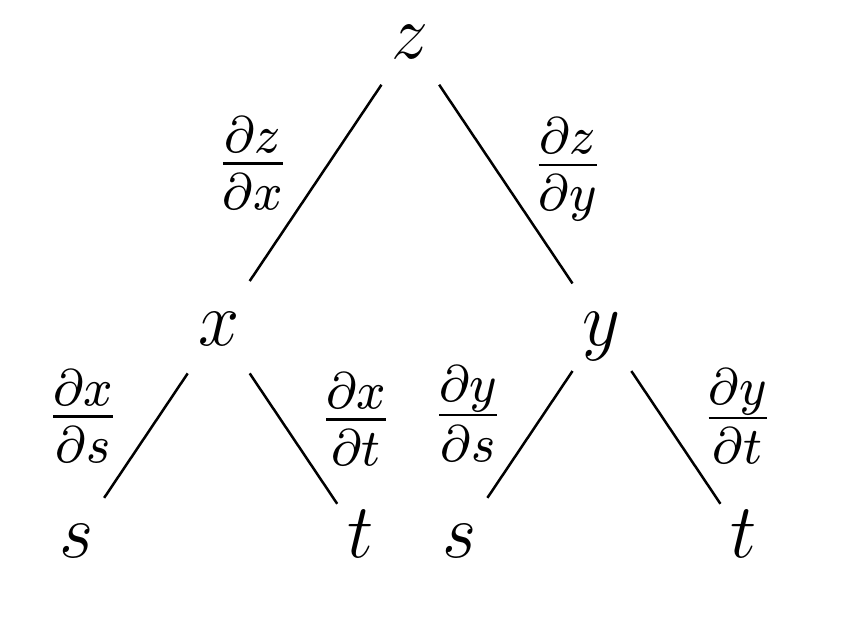 z
∂z/∂x ∂z/∂y
x y
∂x/∂s ∂x/∂t ∂y/∂s ∂y/∂t
s t s t